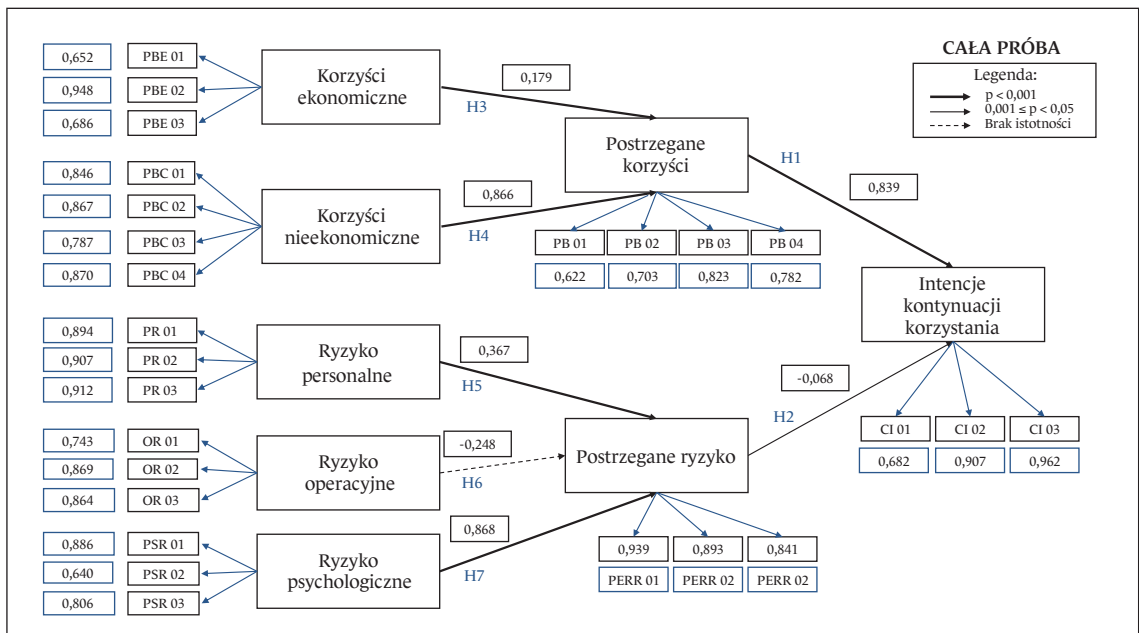 CAŁA PRÓBA
Legenda:
p < 0,001
0,001 ≤ p < 0,05
Brak istotności
0,652
PBE 01
0,948
PBE 02
0,686
PBE 03
Korzyści
ekonomiczne
0,179
H3
0,846
PBC 01
0,867
PBC 02
0,787
PBC 03
0,870
PBC 04
Korzyści
nieekonomiczne
0,866
H4
Postrzegane
korzyści
H1
0,839
PB 01
PB 02
PB 03
PB 04
0,622
0,703
0,823
0,782
Intencje
kontynuacji
korzystania
0,894
PR 01
0,907
PR 02
0,912
PR 03
Ryzyko
personalne
0,367
H5
-0,068
H2
CI 01
CI 02
CI 03
0,682
0,907
0,962
0,743
OR 01
0,869
OR 02
0,864
OR 03
Ryzyko
operacyjne
-0,248
H6
Postrzegane ryzyko
0,886
PSR 01
0,640
PSR 02
0,806
PSR 03
Ryzyko
psychologiczne
0,868
H7
0,939
0,893
0,841
PERR 01
PERR 02
PERR 02